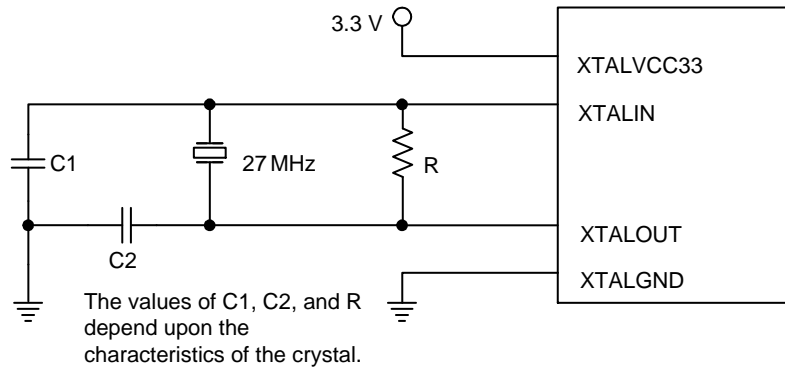 3.3 V
XTALVCC33
XTALIN
C1
27 MHz
R
C2
XTALOUT
XTALGND
The values of C1, C2, and R
depend upon the
characteristics of the crystal.